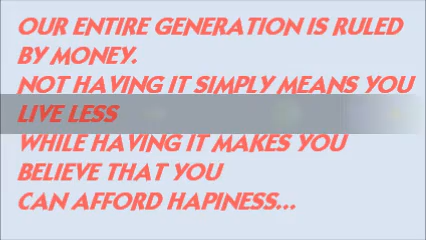 OUR ENTIRE GENERATION IS RULED
BY MONEY.
NOT HAVING IT SIMPLY MEANS YOU
LIVE LESS
WHILE HAVING IT MAKES YOU
BELIEVE THAT YOU
CAN AFFORD HAPINESS...